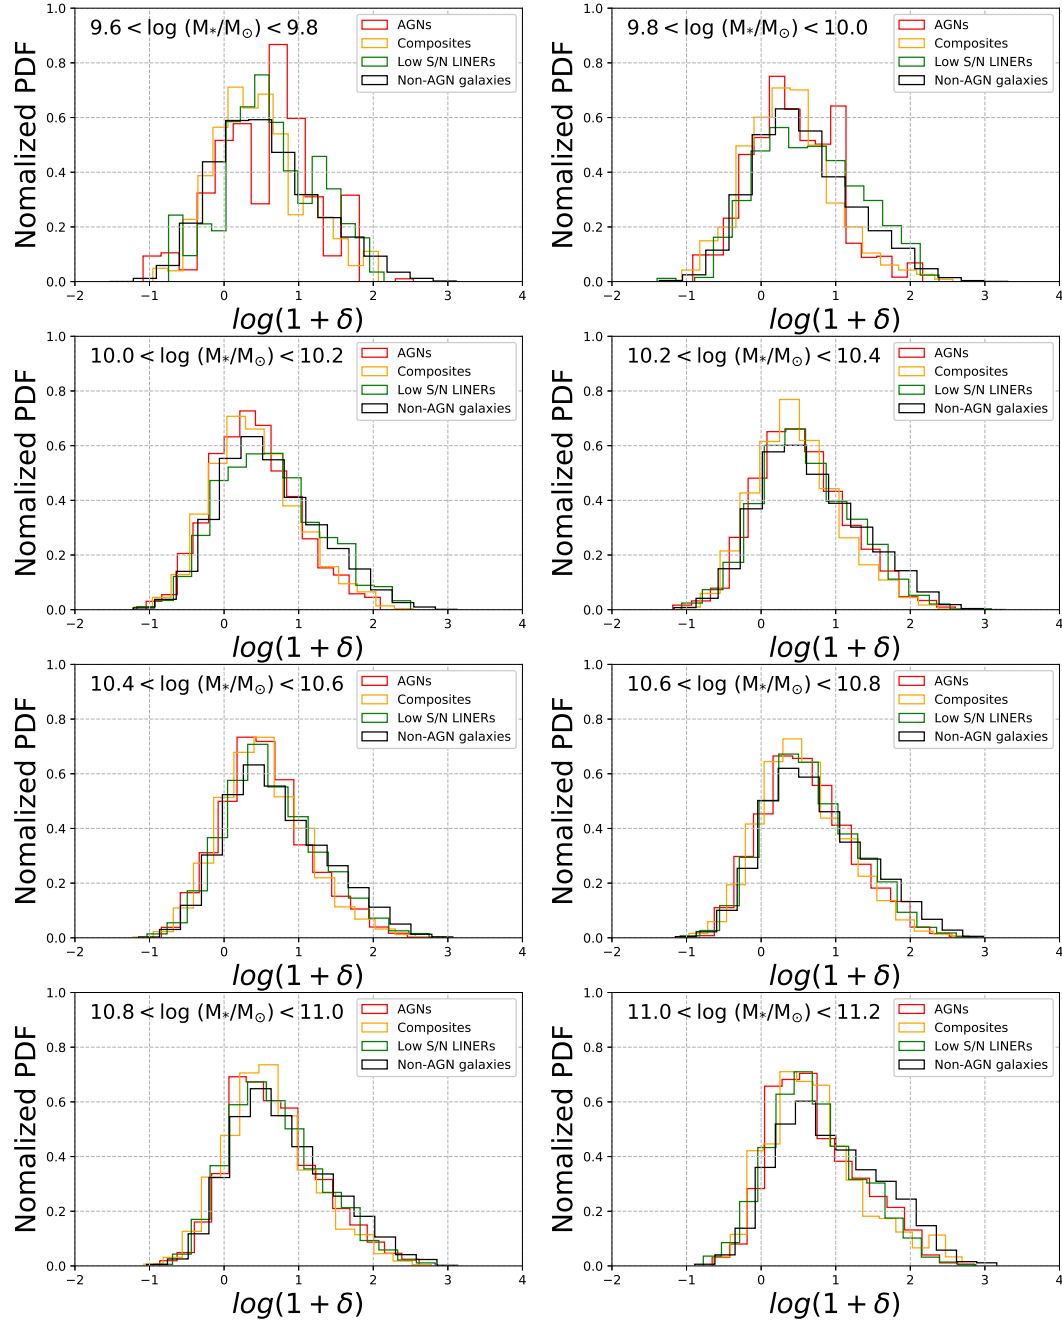 9.6 < log (M*/M⊙) < 9.8
AGNs
Composites
Low S/N LINERs
Non-AGN galaxies
Nomalized PDF
1.0
0.8
0.6
0.4
0.2
0.0
−2 −1 0 1 2 3 4
log(1 + δ)
9.8 < log (M*/M⊙) < 10.0
AGNs
Composites
Low S/N LINERs
Non-AGN galaxies
Nomalized PDF
1.0
0.8
0.6
0.4
0.2
0.0
−2 −1 0 1 2 3 4
log(1 + δ)
10.0 < log (M*/M⊙) < 10.2
AGNs
Composites
Low S/N LINERs
Non-AGN galaxies
Nomalized PDF
1.0
0.8
0.6
0.4
0.2
0.0
−2 −1 0 1 2 3 4
log(1 + δ)
10.2 < log (M*/M⊙) < 10.4
AGNs
Composites
Low S/N LINERs
Non-AGN galaxies
Nomalized PDF
1.0
0.8
0.6
0.4
0.2
0.0
−2 −1 0 1 2 3 4
log(1 + δ)
10.4 < log (M*/M⊙) < 10.6
AGNs
Composites
Low S/N LINERs
Non-AGN galaxies
Nomalized PDF
1.0
0.8
0.6
0.4
0.2
0.0
−2 −1 0 1 2 3 4
log(1 + δ)
10.6 < log (M*/M⊙) < 10.8
AGNs
Composites
Low S/N LINERs
Non-AGN galaxies
Nomalized PDF
1.0
0.8
0.6
0.4
0.2
0.0
−2 −1 0 1 2 3 4
log(1 + δ)
10.8 < log (M*/M⊙) < 11.0
AGNs
Composites
Low S/N LINERs
Non-AGN galaxies
Nomalized PDF
1.0
0.8
0.6
0.4
0.2
0.0
−2 −1 0 1 2 3 4
log(1 + δ)
11.0 < log (M*/M⊙) < 11.2
AGNs
Composites
Low S/N LINERs
Non-AGN galaxies
Nomalized PDF
1.0
0.8
0.6
0.4
0.2
0.0
−2 −1 0 1 2 3 4
log(1 + δ)